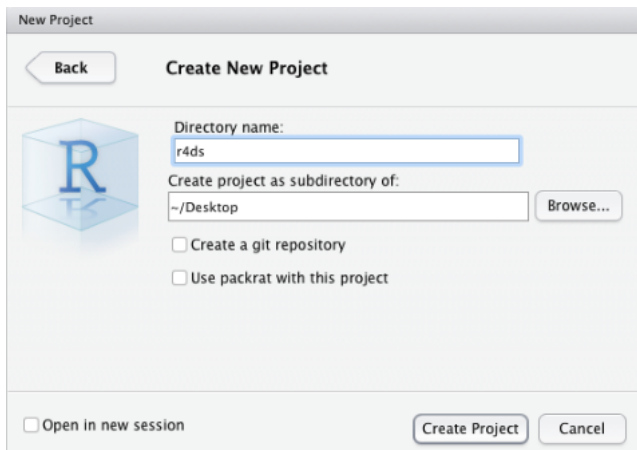 New Project
Back
Create New Project
R
Directory name:
r4ds
Create project as subdirectory of:
~/Desktop
Browse...
Create a git repository
Use packrat with this project
Open in new session
Create Project
Cancel